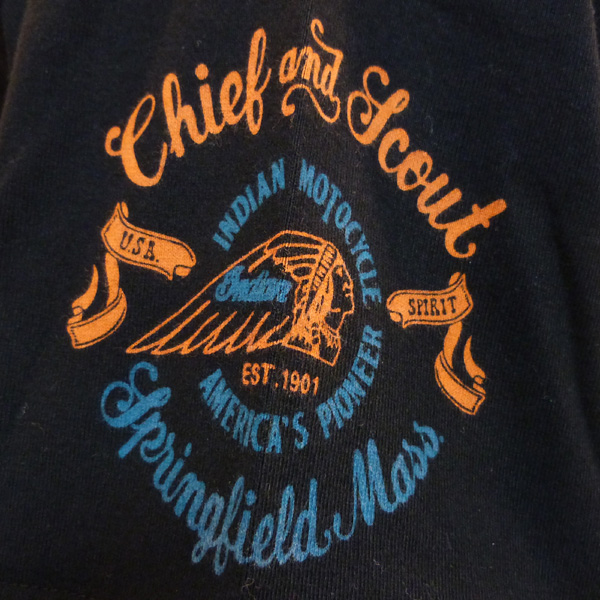 Chief and Scout
INDIAN MOTOCYCLE
U.S.A.
Indian
SPIRIT
EST. 1901
AMERICA'S PIONEER
Springfield Mass.